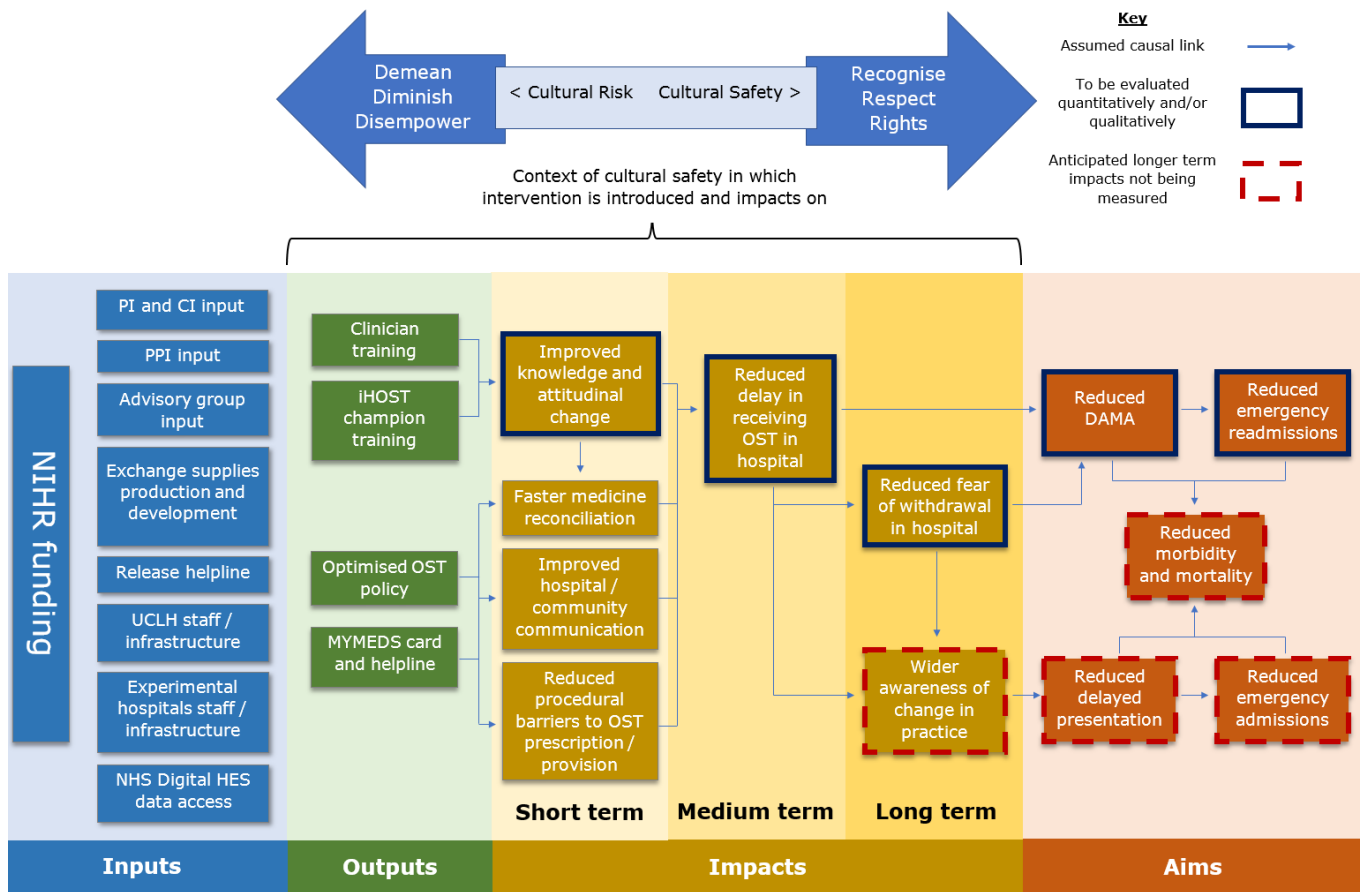 Demean
Diminish
Disempower
< Cultural Risk    Cultural Safety >
Recognise
Respect
Rights
Key
Assumed causal link
To be evaluated
quantitatively and/or
qualitatively
Anticipated longer term
impacts not being
measured
Context of cultural safety in which
intervention is introduced and impacts on
NIHR funding
PI and CI input
PPI input
Advisory group
input
Exchange supplies
production and
development
Release helpline
UCLH staff /
infrastructure
Experimental
hospitals staff /
infrastructure
NHS Digital HES
data access
Clinician
training
iHOST
champion
training
Optimised OST
policy
MYMEDS card
and helpline
Improved
knowledge and
attitudinal
change
Faster medicine
reconciliation
Improved
hospital /
community
communication
Reduced
procedural
barriers to OST
prescription /
provision
Short term
Reduced
delay in
receiving
OST in
hospital
Medium term
Reduced fear
of withdrawal
in hospital
Wider
awareness of
change in
practice
Long term
Reduced
DAMA
Reduced
emergency
readmissions
Reduced
morbidity
and mortality
Reduced
delayed
presentation
Reduced
emergency
admissions
Inputs
Outputs
Impacts
Aims